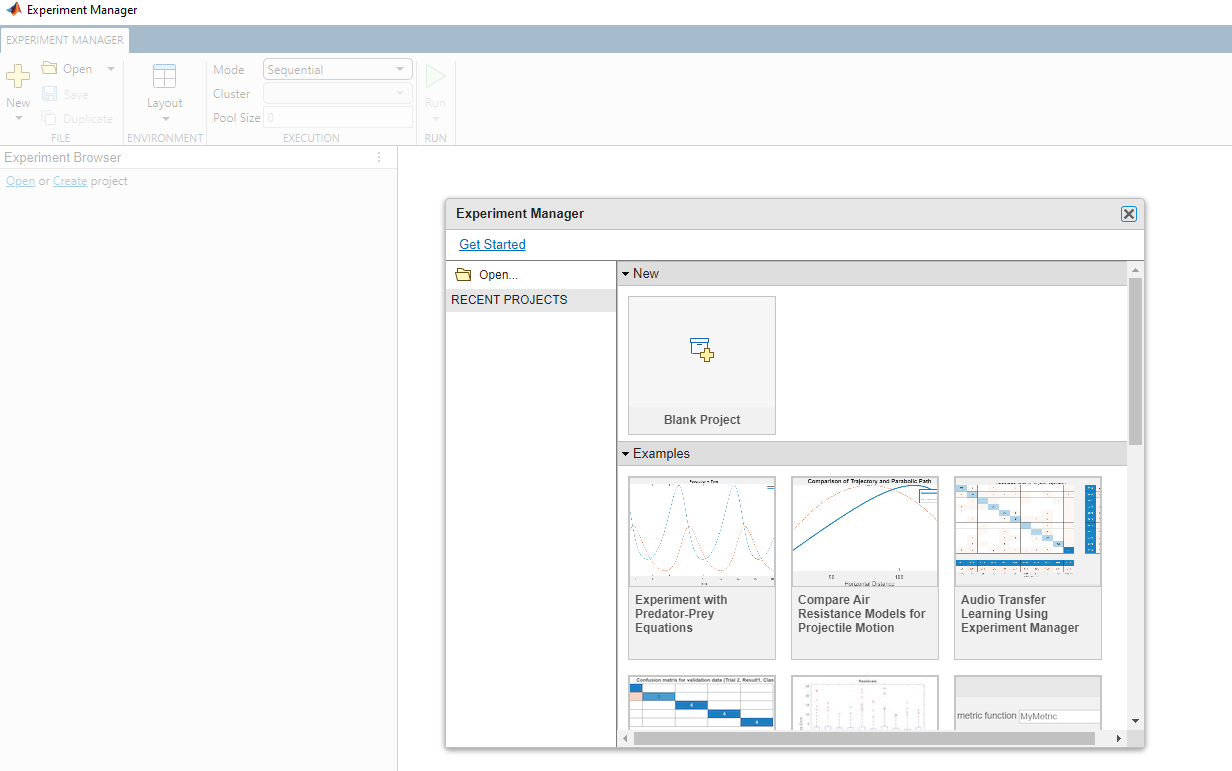 Experiment Manager
EXPERIMENT MANAGER
New
Open
Save
Duplicate
FILE
Layout
ENVIRONMENT
Mode
Sequential
Cluster
Pool Size
0
EXECUTION
Run
RUN
Experiment Browser
Open or Create project
Experiment Manager
Get Started
Open...
RECENT PROJECTS
New
Blank Project
Examples
Comparison of Trajectory and Parabolic Path
Horizontal Distance
Experiment with
Predator-Prey
Equations
Compare Air
Resistance Models for
Projectile Motion
Audio Transfer
Learning Using
Experiment Manager
Confusion matrix for validation data (Trial 2, Result1, Clas
4
4
4
Residuals
metric function
MyMetric